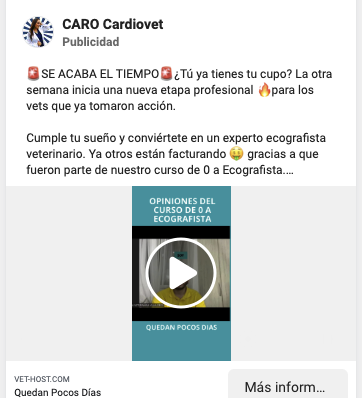 CARO Cardiovet
Publicidad
🚨SE ACABA EL TIEMPO🚨¿Tú ya tienes tu cupo? La otra
semana inicia una nueva etapa profesional 🔥para los
vets que ya tomaron acción.
Cumple tu sueño y conviértete en un experto ecografista
veterinario. Ya otros están facturando 🤑 gracias a que
fueron parte de nuestro curso de 0 a Ecografista....
OPINIONES DEL
CURSO DE 0 A
ECOGRAFISTA
QUEDAN POCOS DIAS
VET-HOST.COM
Quedan Pocos Días
Más inform...